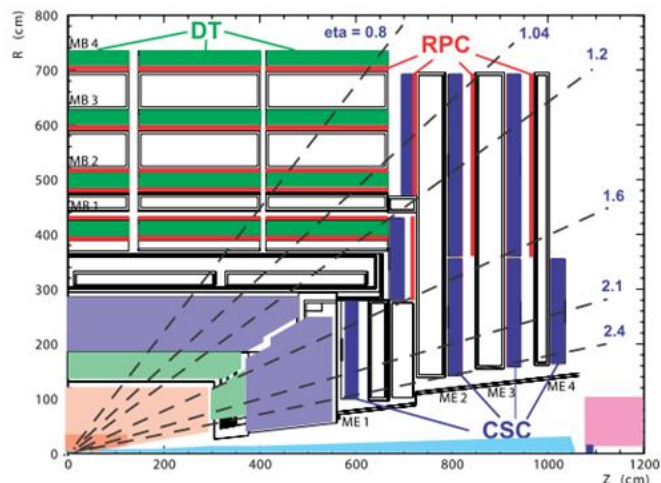 R (cm)
800
700
600
500
400
300
200
100
0
MB 4
MB 3
MB 2
MB 1
DT
eta = 0.8
RPC
1.04
1.2
1.6
2.1
2.4
ME 1
ME 2
ME 3
ME 4
CSC
0
200
400
600
800
1000
1200
Z (cm)